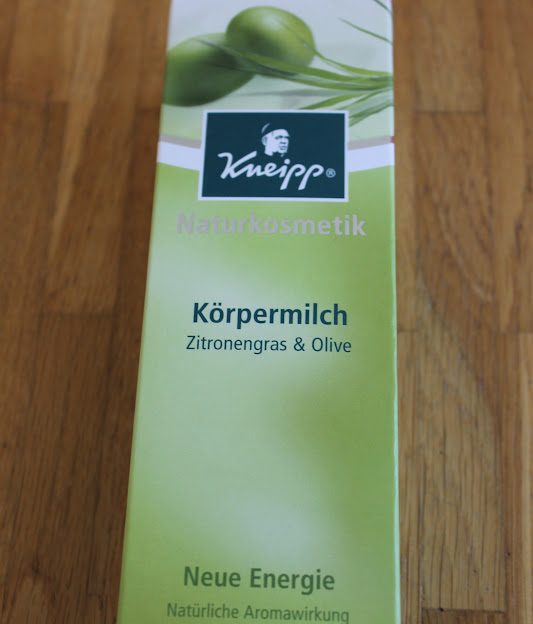 Kneipp®
Naturkosmetik
Körpermilch
Zitronengras & Olive
Neue Energie
Natürliche Aromawirkung